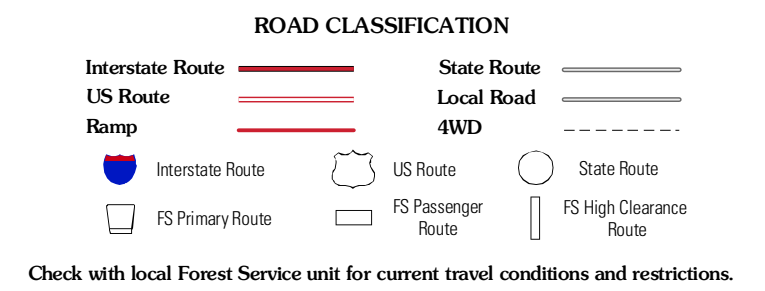 ROAD CLASSIFICATION
Interstate Route
State Route
US Route
Local Road
Ramp
4WD
Interstate Route
US Route
State Route
FS Primary Route
FS Passenger
Route
FS High Clearance
Route
Check with local Forest Service unit for current travel conditions and restrictions.